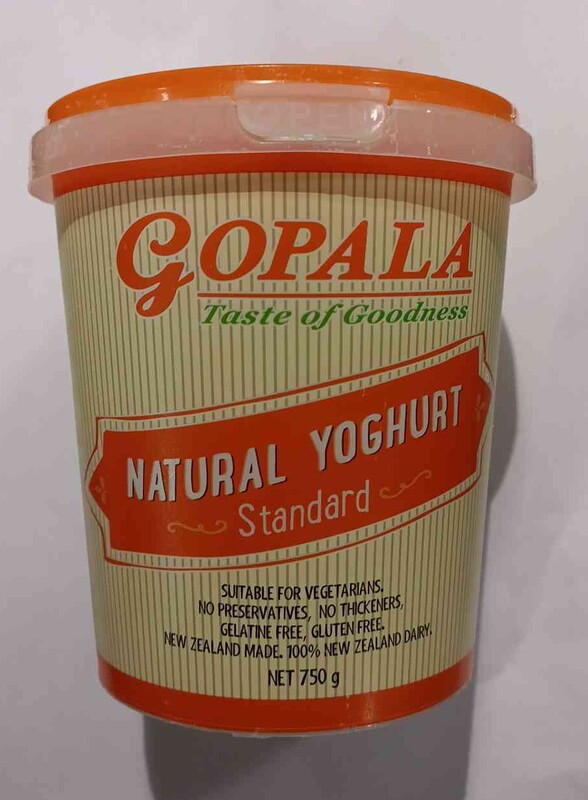 OPEN
GOPALA
Taste of Goodness
NATURAL YOGHURT
Standard
SUITABLE FOR VEGETARIANS.
NO PRESERVATIVES, NO THICKENERS,
GELATINE FREE, GLUTEN FREE.
NEW ZEALAND MADE. 100% NEW ZEALAND DAIRY.
NET 750 g